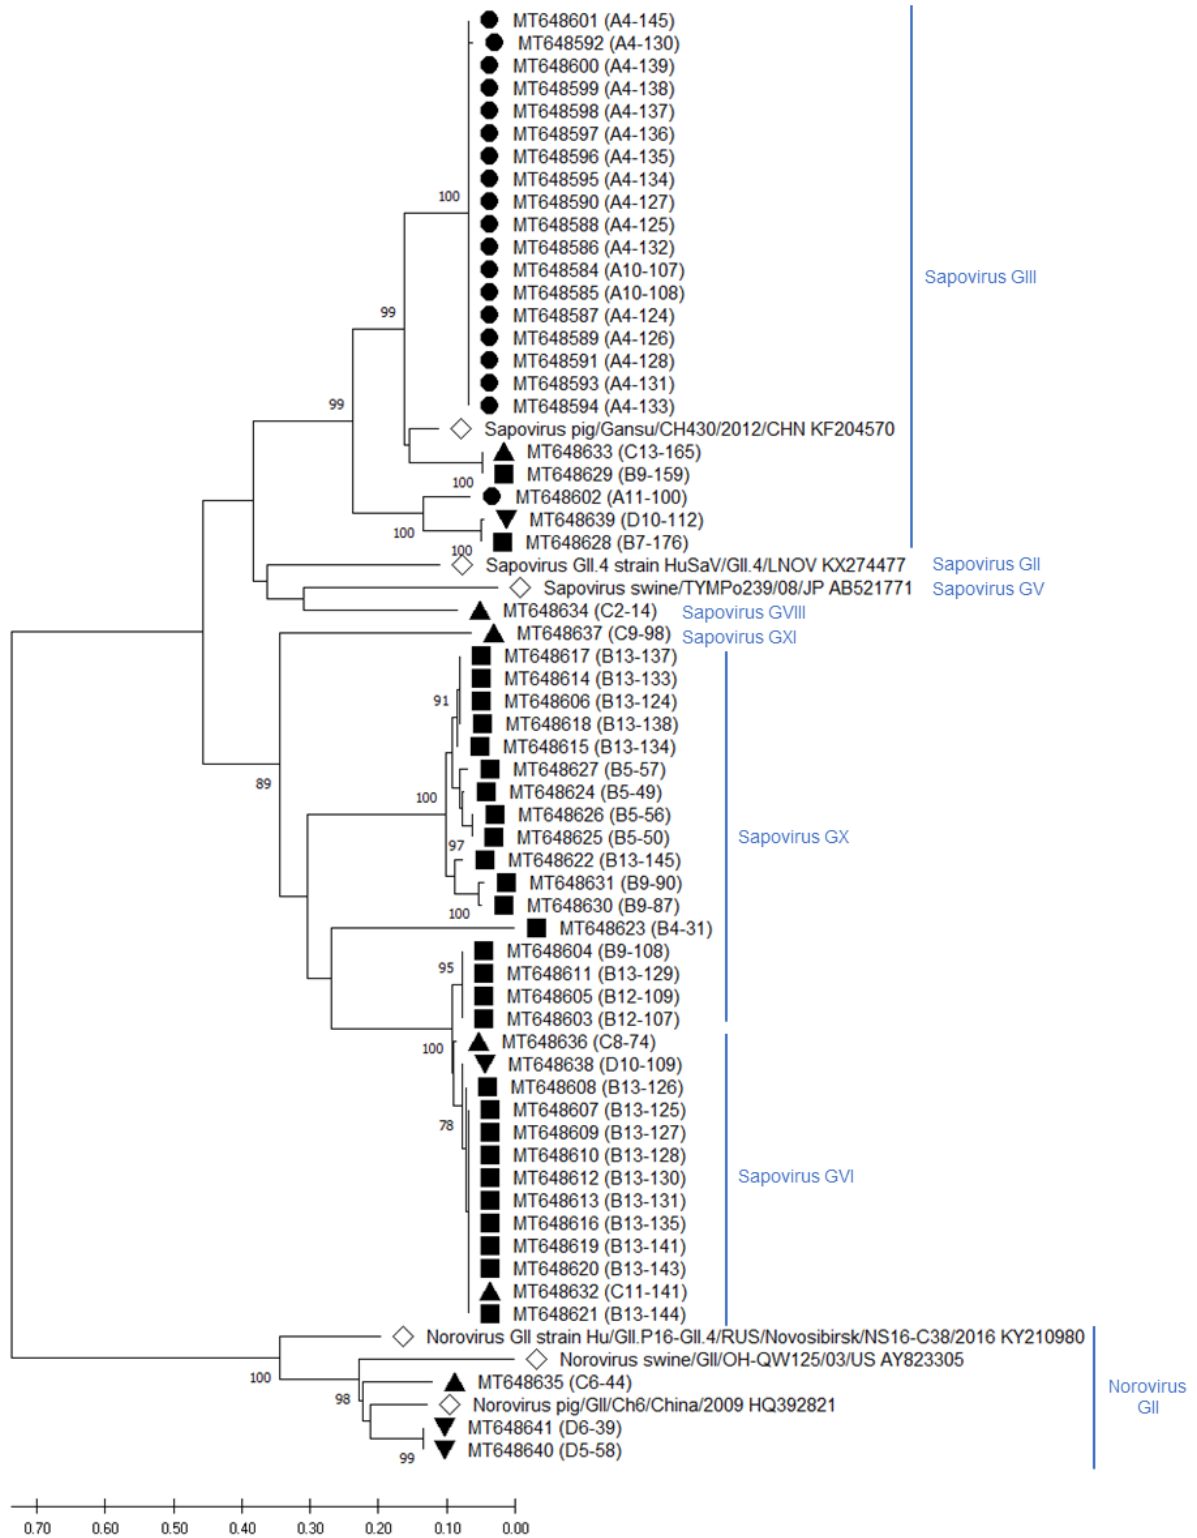 MT648601 (A4-145)
MT648592 (A4-130)
MT648600 (A4-139)
MT648599 (A4-138)
MT648598 (A4-137)
MT648597 (A4-136)
MT648596 (A4-135)
MT648595 (A4-134)
100
MT648590 (A4-127)
MT648588 (A4-125)
MT648586 (A4-132)
MT648584 (A10-107)
Sapovirus GIII
MT648585 (A10-108)
99
MT648587 (A4-124)
MT648589 (A4-126)
MT648591 (A4-128)
MT648593 (A4-131)
99
MT648594 (A4-133)
Sapovirus pig/Gansu/CH430/2012/CHN KF204570
MT648633 (C13-165)
MT648629 (B9-159)
100
MT648602 (A11-100)
MT648639 (D10-112)
100
MT648628 (B7-176)
100
Sapovirus GII.4 strain HuSaV/GII.4/LNOV KX274477 Sapovirus GII
Sapovirus swine/TYMPo239/08/JP AB521771 Sapovirus GV
MT648634 (C2-14) Sapovirus GVIII
MT648637 (C9-98) Sapovirus GXI
MT648617 (B13-137)
MT648614 (B13-133)
91
MT648606 (B13-124)
MT648618 (B13-138)
MT648615 (B13-134)
MT648627 (B5-57)
89
MT648624 (B5-49)
100
MT648626 (B5-56)
MT648625 (B5-50)
Sapovirus GX
97
MT648622 (B13-145)
MT648631 (B9-90)
MT648630 (B9-87)
100
MT648623 (B4-31)
MT648604 (B9-108)
95
MT648611 (B13-129)
MT648605 (B12-109)
MT648603 (B12-107)
MT648636 (C8-74)
100
MT648638 (D10-109)
MT648608 (B13-126)
MT648607 (B13-125)
78
MT648609 (B13-127)
MT648610 (B13-128)
MT648612 (B13-130)
Sapovirus GVI
MT648613 (B13-131)
MT648616 (B13-135)
MT648619 (B13-141)
MT648620 (B13-143)
MT648632 (C11-141)
MT648621 (B13-144)
Norovirus GII strain Hu/GII.P16-GII.4/RUS/Novosibirsk/NS16-C38/2016 KY210980
Norovirus swine/GII/OH-QW125/03/US AY823305
100
MT648635 (C6-44)
Norovirus
GII
98
Norovirus pig/GII/Ch6/China/2009 HQ392821
MT648641 (D6-39)
MT648640 (D5-58)
99
0.70 0.60 0.50 0.40 0.30 0.20 0.10 0.00